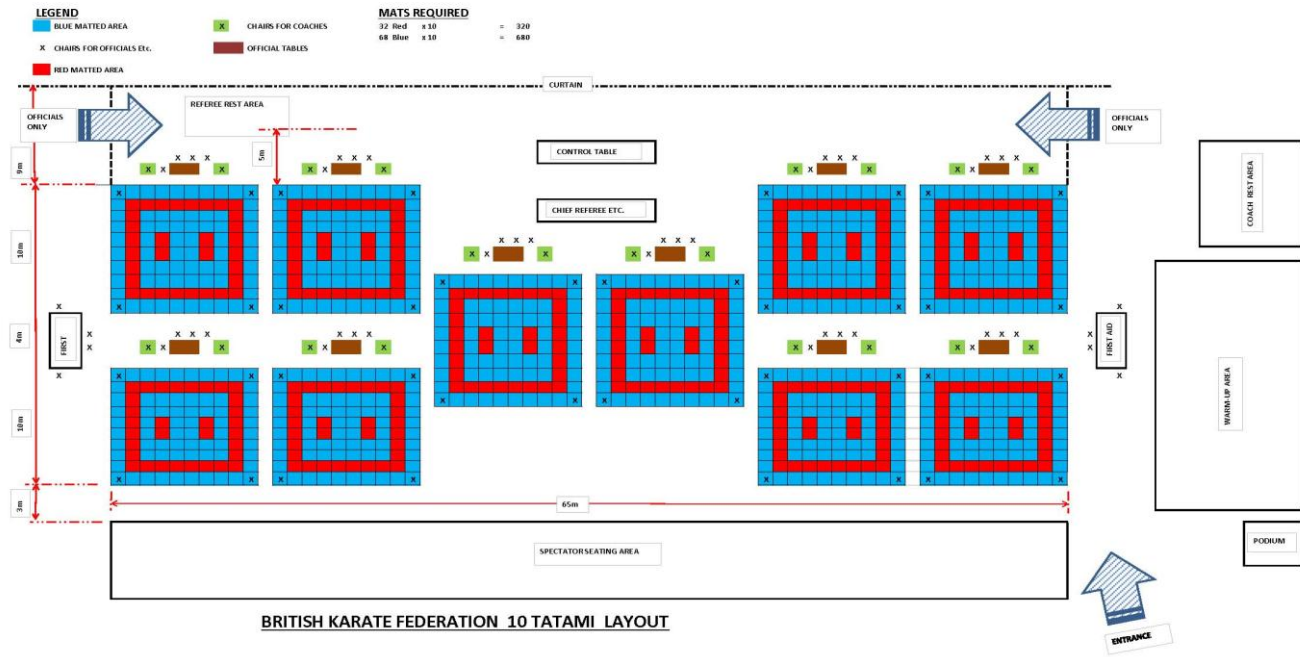 LEGEND
BLUE MATTED AREA
X CHAIRS FOR OFFICIALS Etc.
RED MATTED AREA
X CHAIRS FOR COACHES
OFFICIAL TABLES
MATS REQUIRED
32 Red x 10 = 320
68 Blue x 10 = 680
CURTAIN
OFFICIALS ONLY
REFEREE REST AREA
5m
CONTROL TABLE
CHIEF REFEREE ETC.
OFFICIALS ONLY
COACH REST AREA
9m
10m
4m
10m
3m
FIRST
FIRST AID
WARM-UP AREA
65m
SPECTATOR SEATING AREA
PODIUM
ENTRANCE
BRITISH KARATE FEDERATION 10 TATAMI LAYOUT